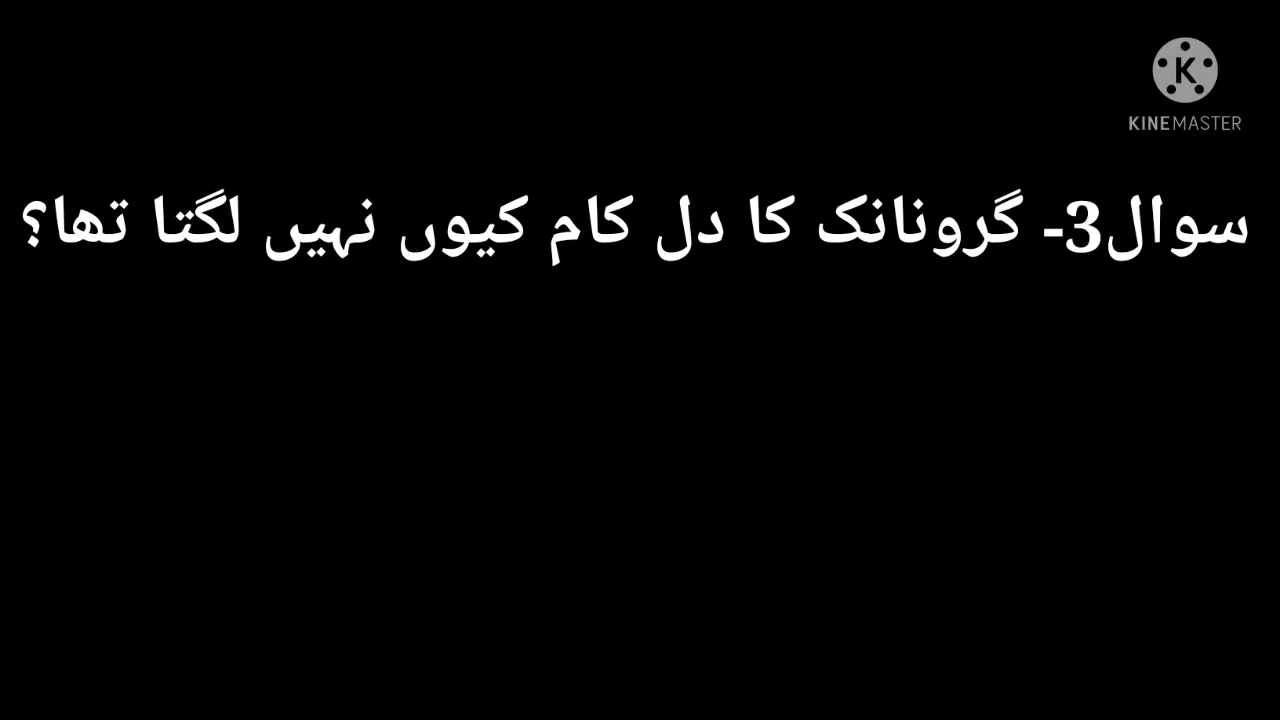 KINEMASTER
سوال3- گرونانک کا دل کام کیوں نہیں لگتا تھا؟